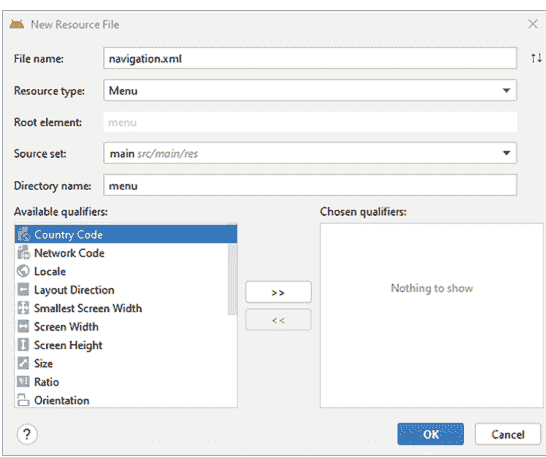 New Resource File
File name: navigation.xml
Resource type: Menu
Root element: menu
Source set: main src/main/res
Directory name: menu
Available qualifiers: Chosen qualifiers:
Country Code
Network Code
Locale
Layout Direction
Smallest Screen Width
Screen Width
Screen Height
Size
Ratio
Orientation
>>
<<
Nothing to show
? OK Cancel